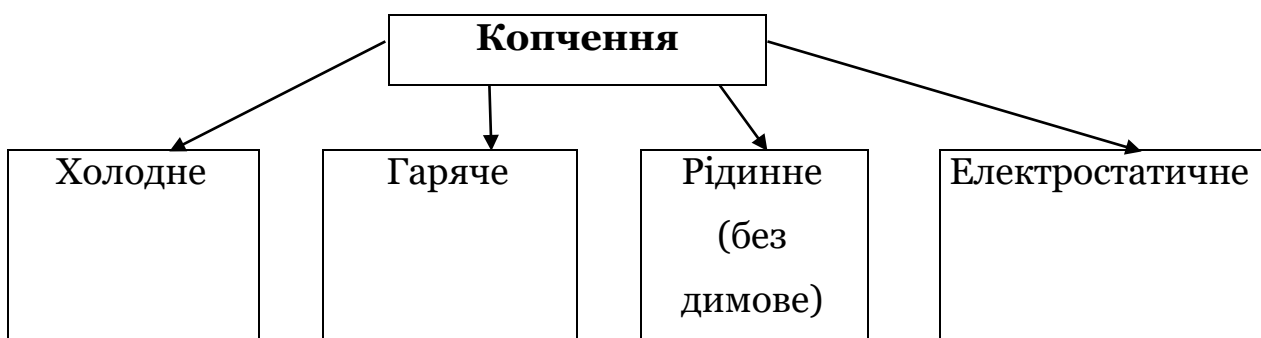 Копчення
Холодне
Гаряче
Рідинне
(без
димове)
Електростатичне